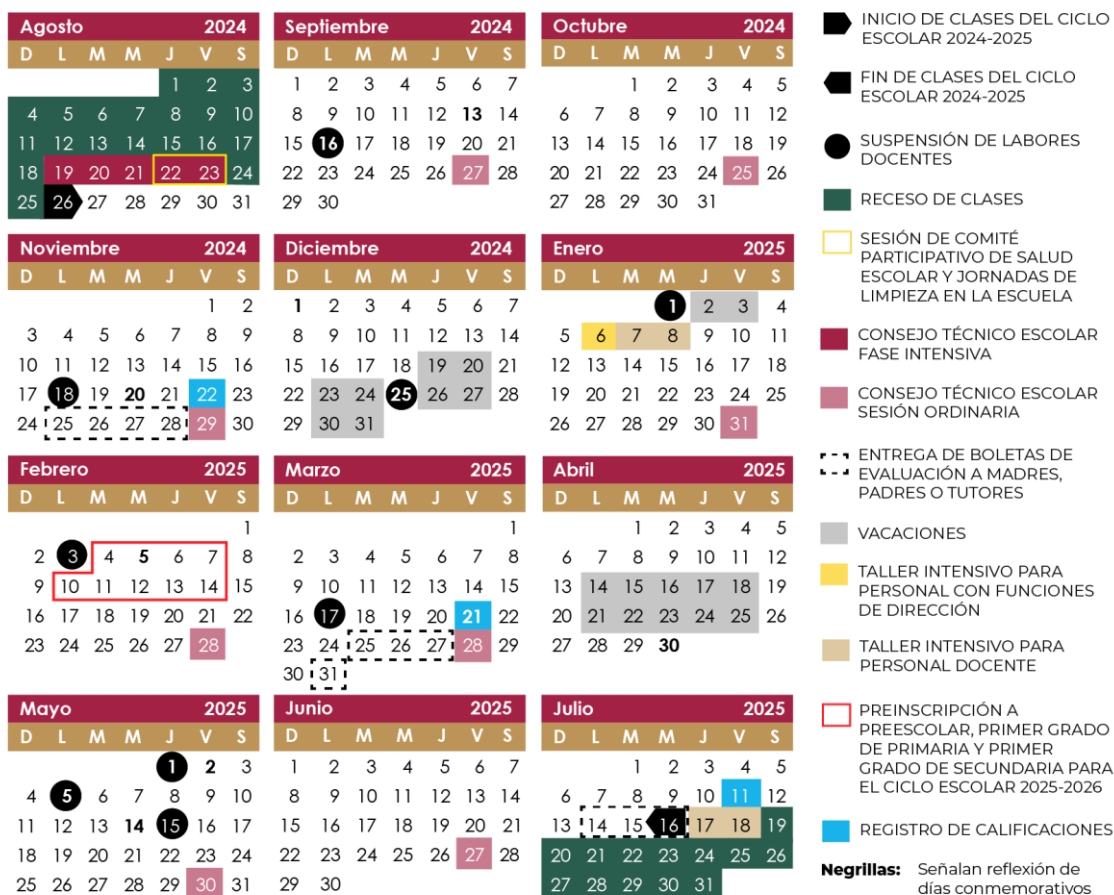 Agosto 2024
D L M M J V S
1 2 3
4 5 6 7 8 9 10
11 12 13 14 15 16 17
18 19 20 21 22 23 24
25 26 27 28 29 30 31
Septiembre 2024
D L M M J V S
1 2 3 4 5 6 7
8 9 10 11 12 13 14
15 16 17 18 19 20 21
22 23 24 25 26 27 28
29 30
Octubre 2024
D L M M J V S
1 2 3 4 5
6 7 8 9 10 11 12
13 14 15 16 17 18 19
20 21 22 23 24 25 26
27 28 29 30 31
Noviembre 2024
D L M M J V S
1 2
3 4 5 6 7 8 9
10 11 12 13 14 15 16
17 18 19 20 21 22 23
24 25 26 27 28 29 30
Diciembre 2024
D L M M J V S
1 2 3 4 5 6 7
8 9 10 11 12 13 14
15 16 17 18 19 20 21
22 23 24 25 26 27 28
29 30 31
Enero 2025
D L M M J V S
1 2 3 4
5 6 7 8 9 10 11
12 13 14 15 16 17 18
19 20 21 22 23 24 25
26 27 28 29 30 31
Febrero 2025
D L M M J V S
1
2 3 4 5 6 7 8
9 10 11 12 13 14 15
16 17 18 19 20 21 22
23 24 25 26 27 28
Marzo 2025
D L M M J V S
1
2 3 4 5 6 7 8
9 10 11 12 13 14 15
16 17 18 19 20 21 22
23 24 25 26 27 28 29
30 31
Abril 2025
D L M M J V S
1 2 3 4 5
6 7 8 9 10 11 12
13 14 15 16 17 18 19
20 21 22 23 24 25 26
27 28 29 30
Mayo 2025
D L M M J V S
1 2 3
4 5 6 7 8 9 10
11 12 13 14 15 16 17
18 19 20 21 22 23 24
25 26 27 28 29 30 31
Junio 2025
D L M M J V S
1 2 3 4 5 6 7
8 9 10 11 12 13 14
15 16 17 18 19 20 21
22 23 24 25 26 27 28
29 30
Julio 2025
D L M M J V S
1 2 3 4 5
6 7 8 9 10 11 12
13 14 15 16 17 18 19
20 21 22 23 24 25 26
27 28 29 30 31
INICIO DE CLASES DEL CICLO
ESCOLAR 2024-2025
FIN DE CLASES DEL CICLO
ESCOLAR 2024-2025
SUSPENSIÓN DE LABORES
DOCENTES
RECESO DE CLASES
SESIÓN DE COMITÉ
PARTICIPATIVO DE SALUD
ESCOLAR Y JORNADAS DE
LIMPIEZA EN LA ESCUELA
CONSEJO TÉCNICO ESCOLAR
FASE INTENSIVA
CONSEJO TÉCNICO ESCOLAR
SESIÓN ORDINARIA
ENTREGA DE BOLETAS DE
EVALUACIÓN A MADRES,
PADRES O TUTORES
VACACIONES
TALLER INTENSIVO PARA
PERSONAL CON FUNCIONES
DE DIRECCIÓN
TALLER INTENSIVO PARA
PERSONAL DOCENTE
PREINSCRIPCIÓN A
PREESCOLAR, PRIMER GRADO
DE PRIMARIA Y PRIMER
GRADO DE SECUNDARIA PARA
EL CICLO ESCOLAR 2025-2026
REGISTRO DE CALIFICACIONES
Negrillas: Señalan reflexión de
días conmemorativos